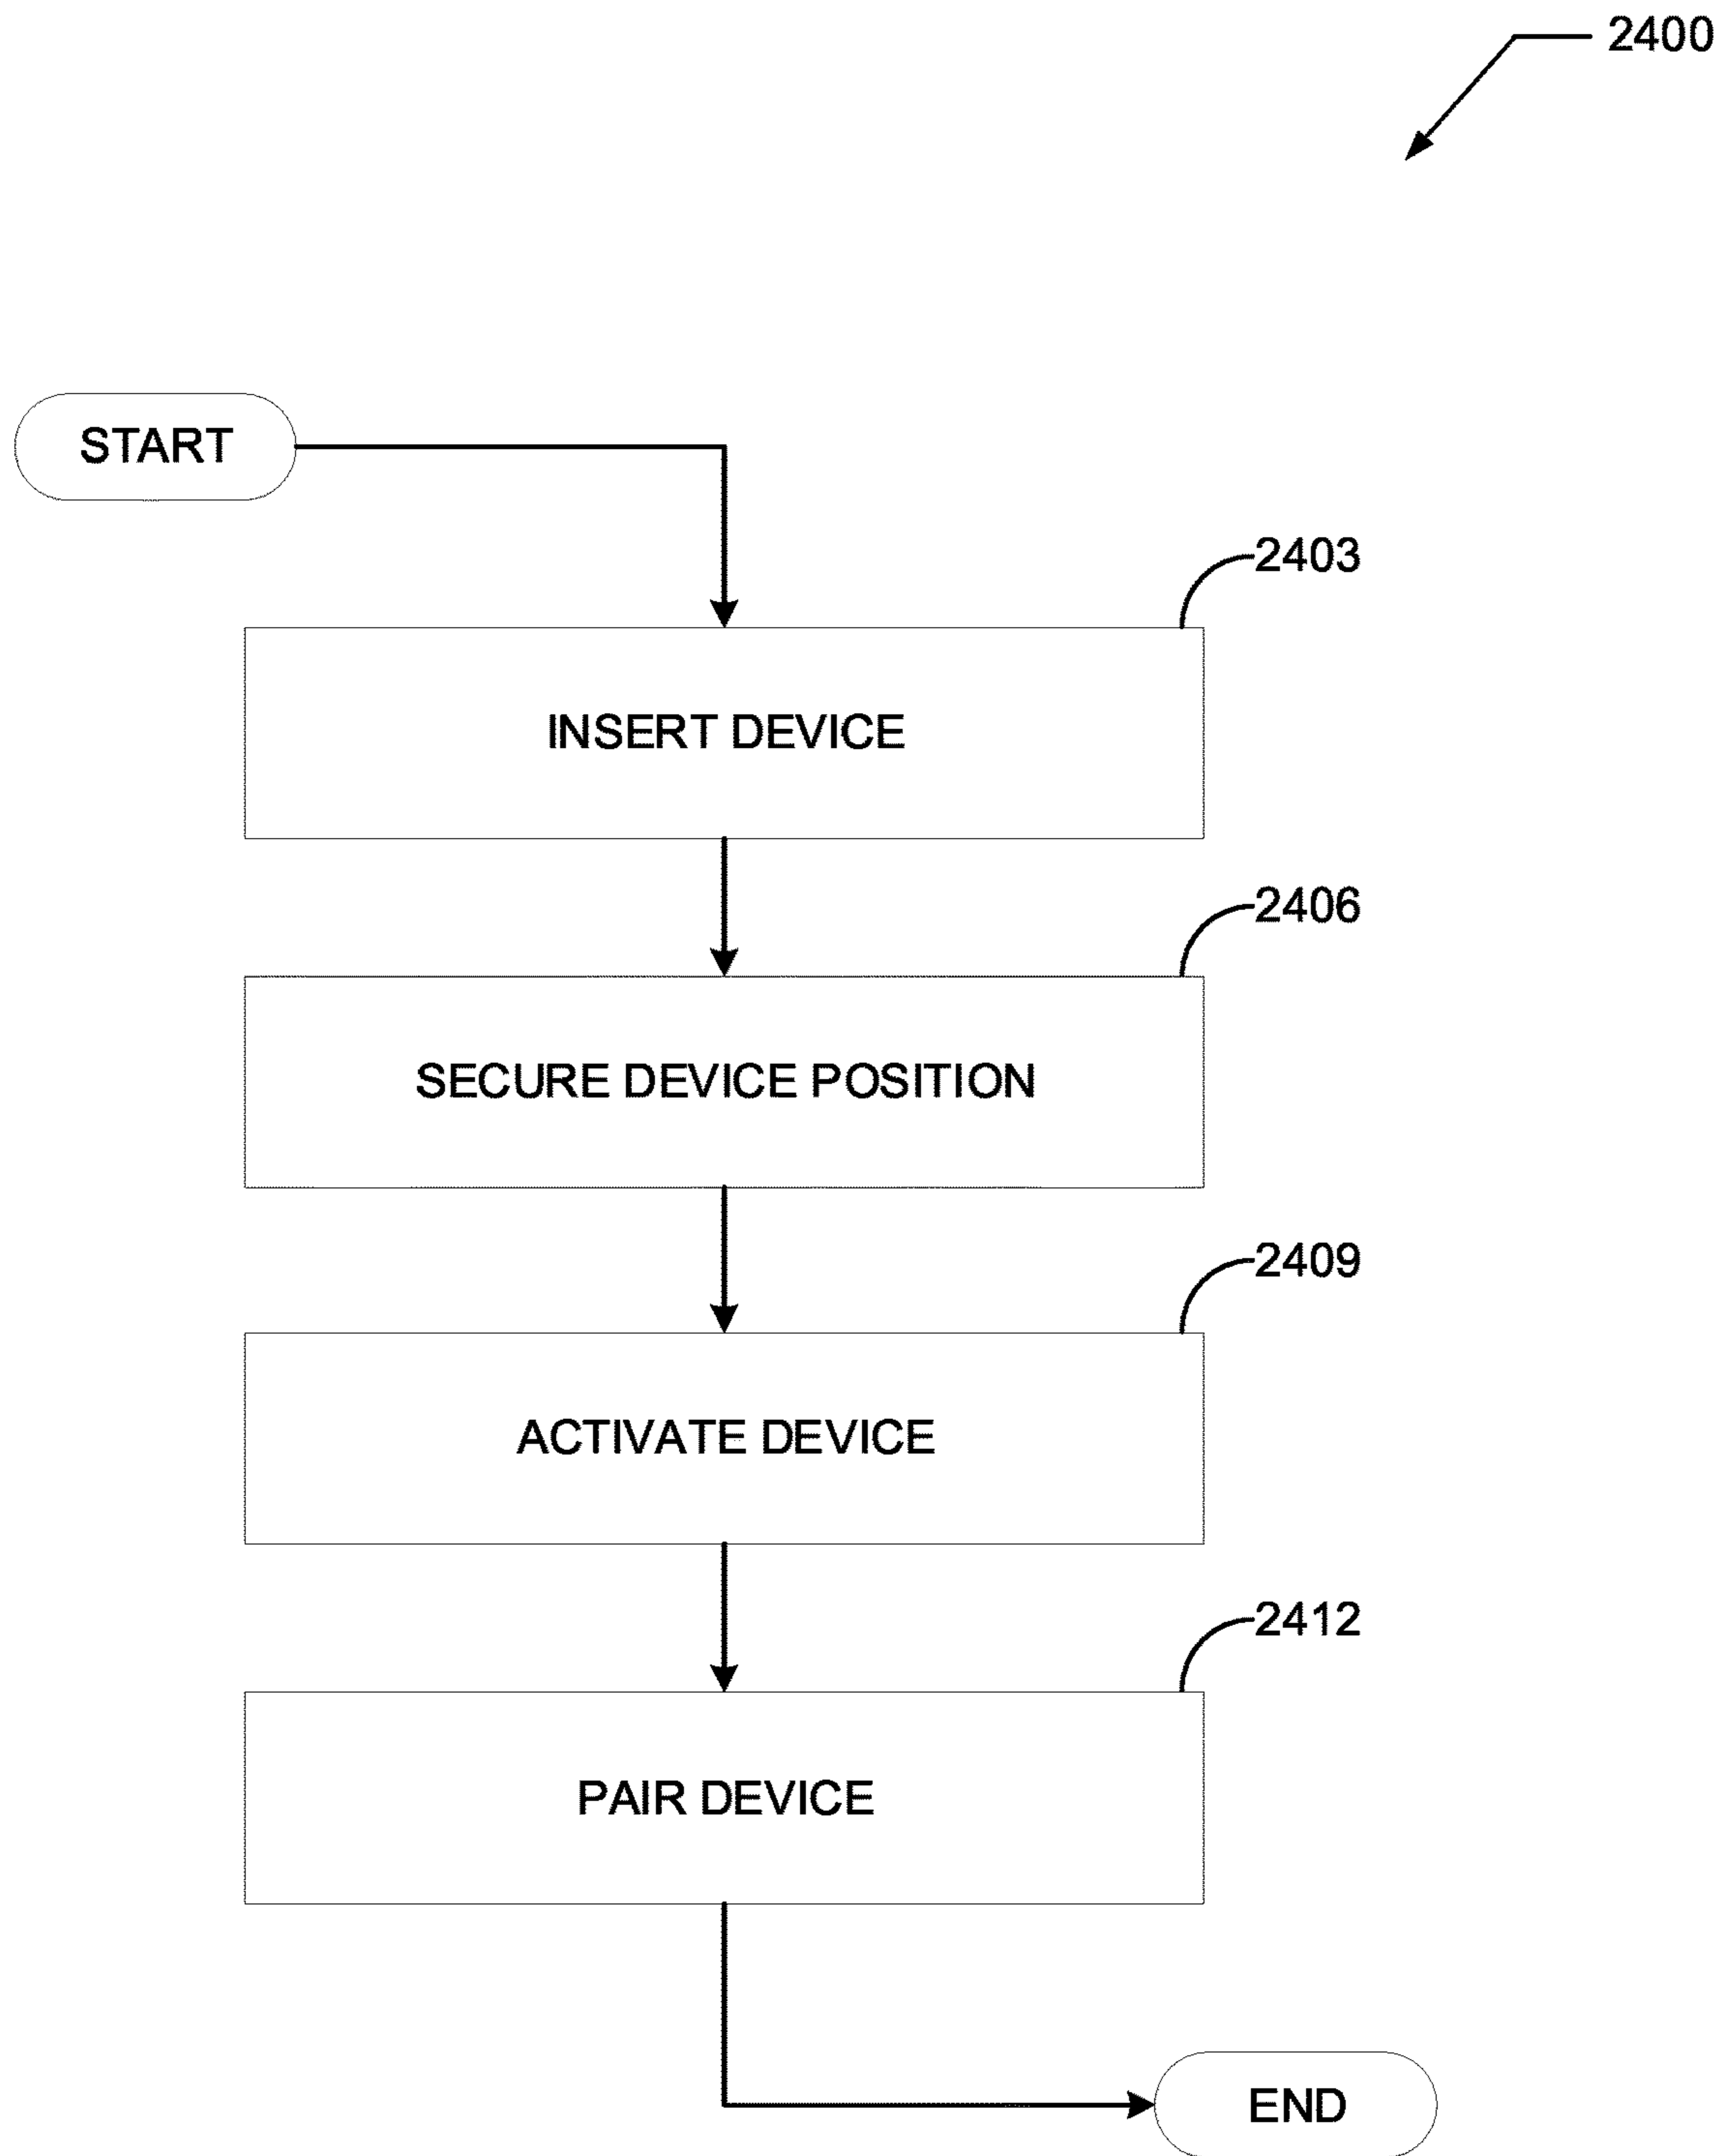 2400
START
2403
INSERT DEVICE
2406
SECURE DEVICE POSITION
2409
ACTIVATE DEVICE
2412
PAIR DEVICE
END